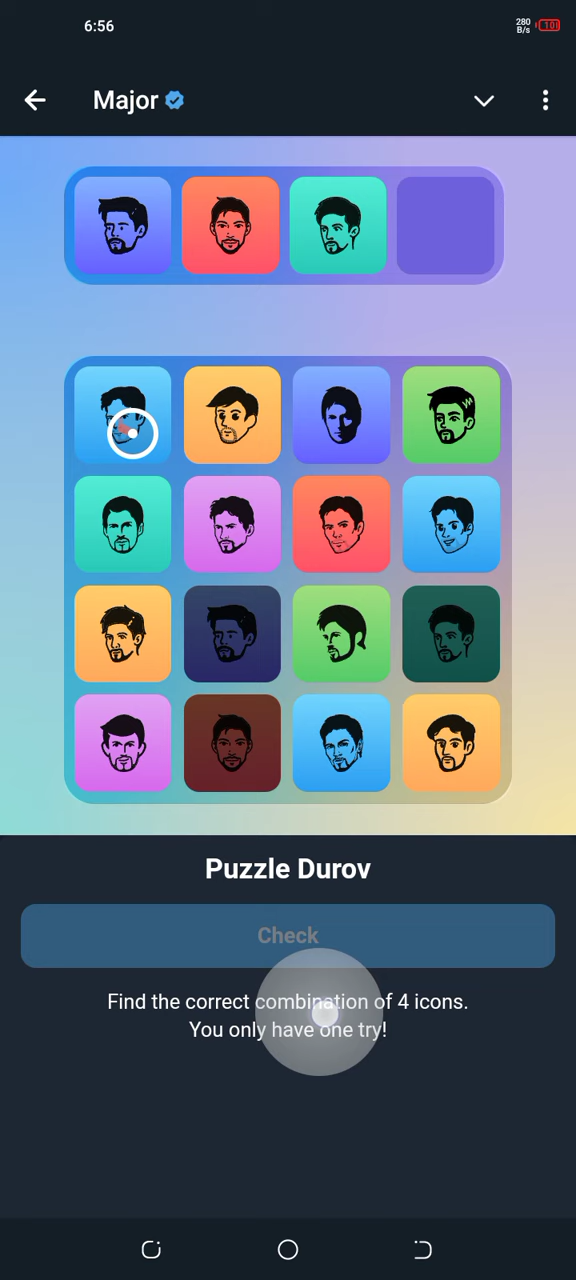 6:56
280
B/s
10
Major
Puzzle Durov
Check
Find the correct combination of 4 icons.
You only have one try!